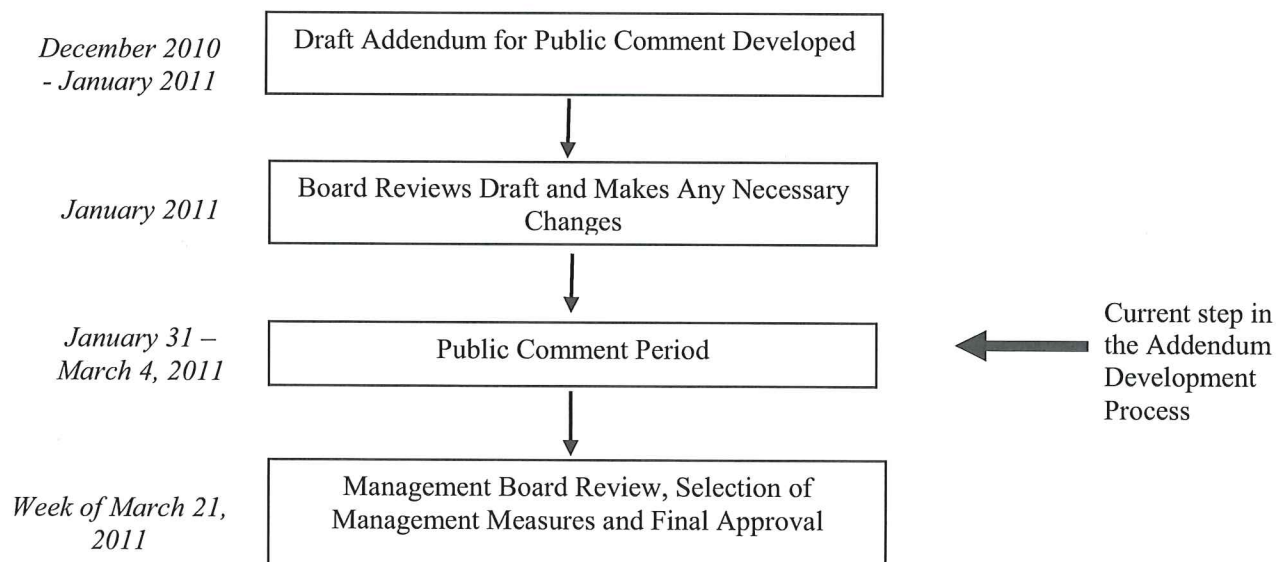 December 2010
- January 2011
Draft Addendum for Public Comment Developed
January 2011
Board Reviews Draft and Makes Any Necessary
Changes
January 31 –
March 4, 2011
Public Comment Period
Current step in
the Addendum
Development
Process
Week of March 21,
2011
Management Board Review, Selection of
Management Measures and Final Approval